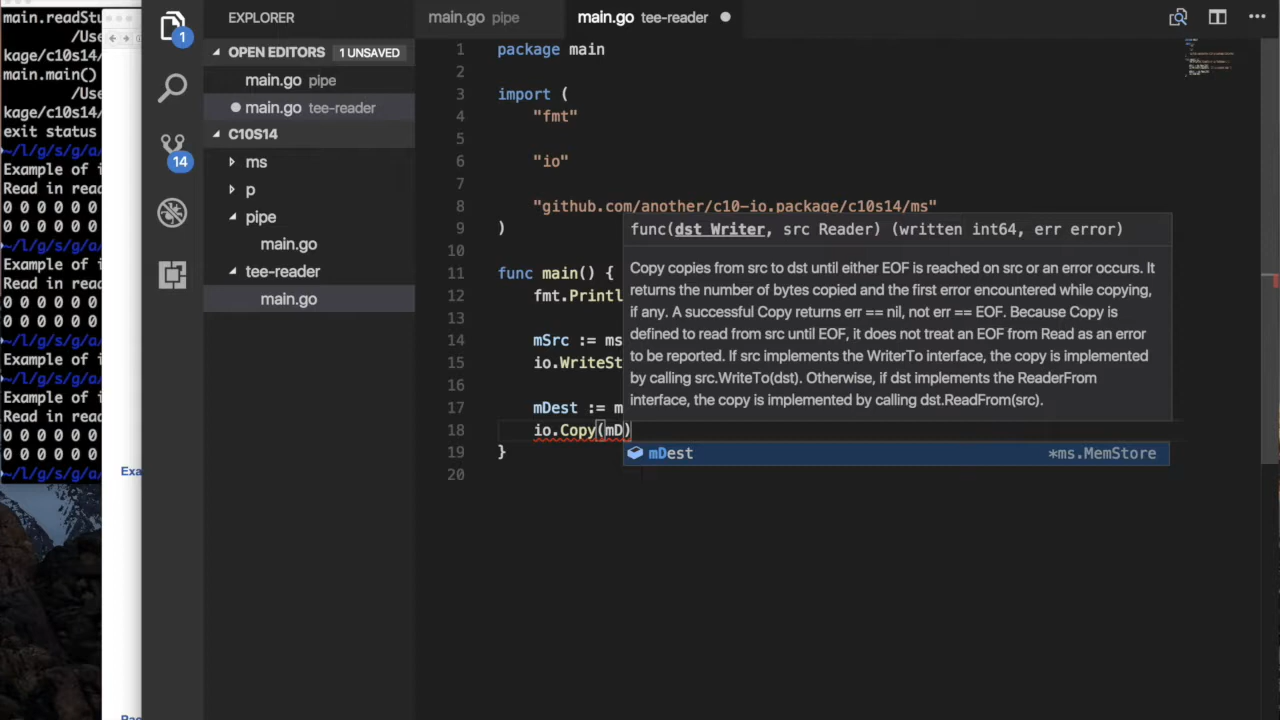 main.readStu
/Use
kage/c10s14/
main.main()
/Use
kage/c10s14/
exit status
~/l/g/s/g/a/
Example of i
Read in read
0 0 0 0 0 0
0 0 0 0 0 0
~/l/g/s/g/a/
Example of i
Read in read
0 0 0 0 0 0
0 0 0 0 0 0
~/l/g/s/g/a/
Example of i
~/l/g/s/g/a/
Example of i
Read in read
0 0 0 0 0 0
0 0 0 0 0 0
~/l/g/s/g/a/
Exa
1
14
EXPLORER
OPEN EDITORS 1 UNSAVED
main.go pipe
main.go tee-reader
C10S14
ms
p
pipe
main.go
tee-reader
main.go
main.go pipe
main.go tee-reader
1 package main
2
3 import (
4 "fmt"
5
6 "io"
7
8 "github.com/another/c10-io.package/c10s14/ms"
9 )
10
11 func main() {
12 fmt.Printl
13
14 mSrc := ms
15 io.WriteSt
16
17 mDest := m
18 io.Copy(mD)
19 }
20
func(dst Writer, src Reader) (written int64, err error)
Copy copies from src to dst until either EOF is reached on src or an error occurs. It
returns the number of bytes copied and the first error encountered while copying,
if any. A successful Copy returns err == nil, not err == EOF. Because Copy is
defined to read from src until EOF, it does not treat an EOF from Read as an error
to be reported. If src implements the WriterTo interface, the copy is implemented
by calling src.WriteTo(dst). Otherwise, if dst implements the ReaderFrom
interface, the copy is implemented by calling dst.ReadFrom(src).
mDest *ms.MemStore